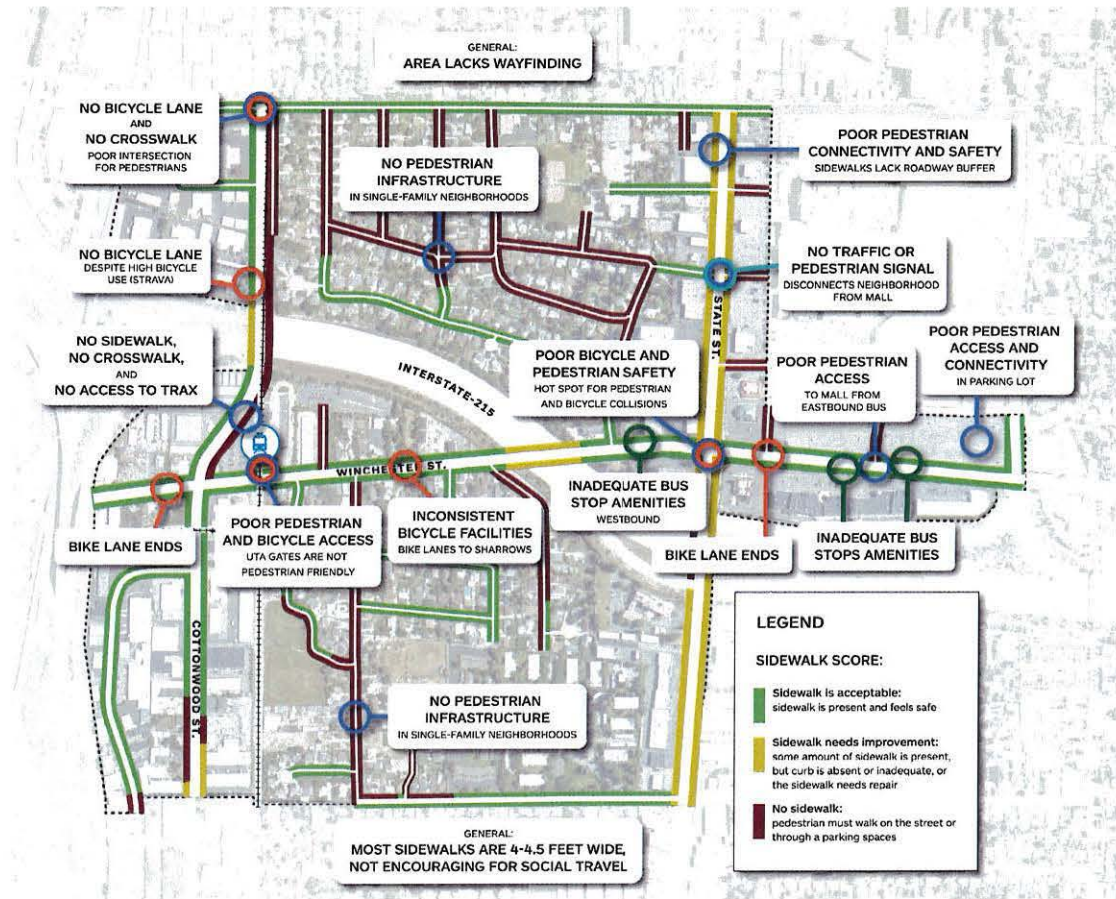 GENERAL:
AREA LACKS WAYFINDING
NO BICYCLE LANE
AND
NO CROSSWALK
POOR INTERSECTION
FOR PEDESTRIANS
NO PEDESTRIAN
INFRASTRUCTURE
IN SINGLE-FAMILY NEIGHBORHOODS
POOR PEDESTRIAN
CONNECTIVITY AND SAFETY
SIDEWALKS LACK ROADWAY BUFFER
NO BICYCLE LANE
DESPITE HIGH BICYCLE
USE (STRAVA)
NO TRAFFIC OR
PEDESTRIAN SIGNAL
DISCONNECTS NEIGHBORHOOD
FROM MALL
STATE ST.
NO SIDEWALK,
NO CROSSWALK,
AND
NO ACCESS TO TRAX
INTERSTATE-215
POOR BICYCLE AND
PEDESTRIAN SAFETY
HOT SPOT FOR PEDESTRIAN
AND BICYCLE COLLISIONS
POOR PEDESTRIAN
ACCESS
TO MALL FROM
EASTBOUND BUS
POOR PEDESTRIAN
ACCESS AND
CONNECTIVITY
IN PARKING LOT
WINCHESTER ST.
BIKE LANE ENDS
POOR PEDESTRIAN
AND BICYCLE ACCESS
UTA GATES ARE NOT
PEDESTRIAN FRIENDLY
INCONSISTENT
BICYCLE FACILITIES
BIKE LANES TO SHARROWS
INADEQUATE BUS
STOP AMENITIES
WESTBOUND
BIKE LANE ENDS
INADEQUATE BUS
STOPS AMENITIES
COTTONWOOD ST.
NO PEDESTRIAN
INFRASTRUCTURE
IN SINGLE-FAMILY NEIGHBORHOODS
LEGEND
SIDEWALK SCORE:
Sidewalk is acceptable:
sidewalk is present and feels safe
Sidewalk needs improvement:
some amount of sidewalk is present,
but curb is absent or inadequate, or
the sidewalk needs repair
No sidewalk:
pedestrian must walk on the street or
through a parking spaces
GENERAL:
MOST SIDEWALKS ARE 4-4.5 FEET WIDE,
NOT ENCOURAGING FOR SOCIAL TRAVEL